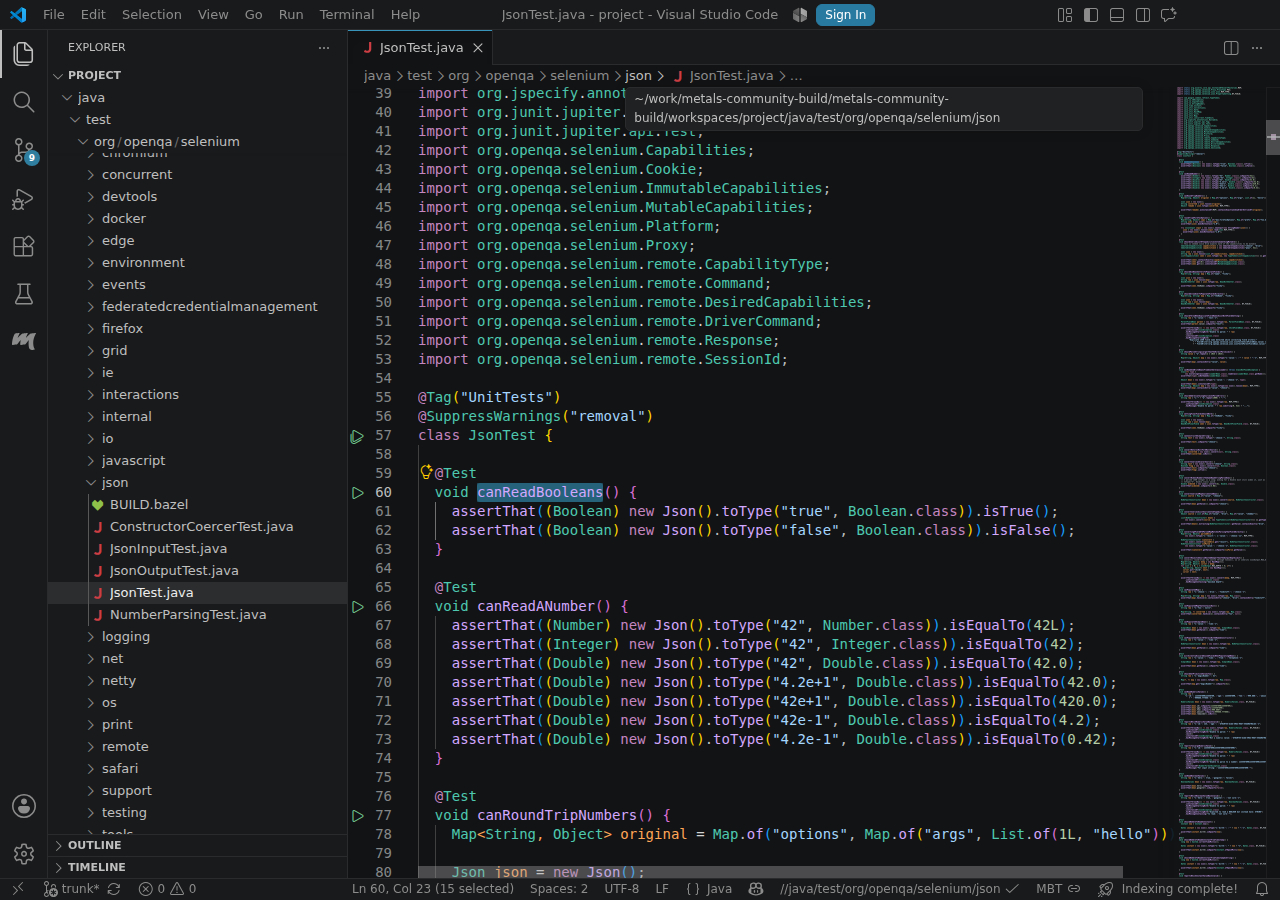 File Edit Selection View Go Run Terminal Help JsonTest.java - project - Visual Studio Code Sign In
EXPLORER
PROJECT
java
test
org / openqa/selenium
chromium
concurrent
devtools
docker
edge
environment
events
federatedcredentialmanagement
firefox
grid
ie
interactions
internal
io
javascript
json
BUILD.bazel
ConstructorCoercerTest.java
JsonInputTest.java
JsonOutputTest.java
JsonTest.java
NumberParsingTest.java
logging
net
netty
os
print
remote
safari
support
testing
tools
OUTLINE
TIMELINE
9
JsonTest.java
java > test > org > openqa > selenium > json > JsonTest.java > ...
~/work/metals-community-build/metals-community-
build/workspaces/project/java/test/org/openqa/selenium/json
39 import org.jspecify.annot
40 import org.junit.jupiter.
41 import org.junit.jupiter.api.Test;
42 import org.openqa.selenium.Capabilities;
43 import org.openqa.selenium.Cookie;
44 import org.openqa.selenium.ImmutableCapabilities;
45 import org.openqa.selenium.MutableCapabilities;
46 import org.openqa.selenium.Platform;
47 import org.openqa.selenium.Proxy;
48 import org.openqa.selenium.remote.CapabilityType;
49 import org.openqa.selenium.remote.Command;
50 import org.openqa.selenium.remote.DesiredCapabilities;
51 import org.openqa.selenium.remote.DriverCommand;
52 import org.openqa.selenium.remote.Response;
53 import org.openqa.selenium.remote.SessionId;
54
55 @Tag("UnitTests")
56 @SuppressWarnings("removal")
57 class JsonTest {
58
59 @Test
60 void canReadBooleans() {
61 assertThat((Boolean) new Json().toType("true", Boolean.class)).isTrue();
62 assertThat((Boolean) new Json().toType("false", Boolean.class)).isFalse();
63 }
64
65 @Test
66 void canReadANumber() {
67 assertThat((Number) new Json().toType("42", Number.class)).isEqualTo(42L);
68 assertThat((Integer) new Json().toType("42", Integer.class)).isEqualTo(42);
69 assertThat((Double) new Json().toType("42", Double.class)).isEqualTo(42.0);
70 assertThat((Double) new Json().toType("4.2e+1", Double.class)).isEqualTo(42.0);
71 assertThat((Double) new Json().toType("42e+1", Double.class)).isEqualTo(420.0);
72 assertThat((Double) new Json().toType("42e-1", Double.class)).isEqualTo(4.2);
73 assertThat((Double) new Json().toType("4.2e-1", Double.class)).isEqualTo(0.42);
74 }
75
76 @Test
77 void canRoundTripNumbers() {
78 Map<String, Object> original = Map.of("options", Map.of("args", List.of(1L, "hello"))
79
80 Json json = new Json();
trunk* 0 0 Ln 60, Col 23 (15 selected) Spaces: 2 UTF-8 LF { } Java //java/test/org/openqa/selenium/json MBT Indexing complete!